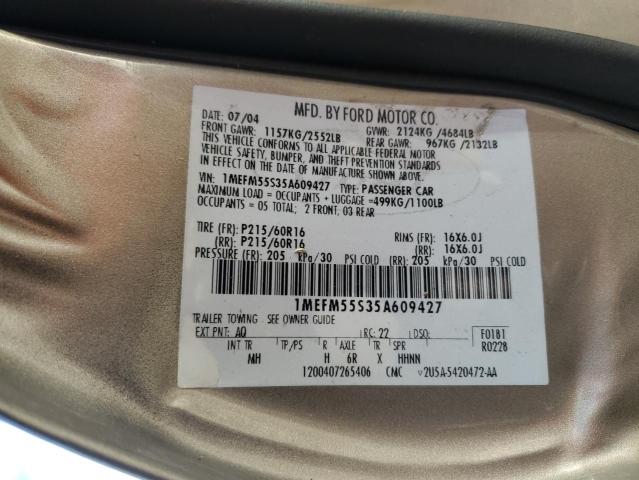 MFD. BY FORD MOTOR CO.
DATE: 07/04 GVWR: 2124KG /4684LB
FRONT GAWR: 1157KG/2552LB REAR GAWR: 967KG /2132LB
THIS VEHICLE CONFORMS TO ALL APPLICABLE FEDERAL MOTOR
VEHICLE SAFETY, BUMPER, AND THEFT PREVENTION STANDARDS
IN EFFECT ON THE DATE OF MANUFACTURE SHOWN ABOVE.
VIN: 1MEFM55S35A609427 TYPE: PASSENGER CAR
MAXIMUM LOAD = OCCUPANTS + LUGGAGE =499KG/1100LB
OCCUPANTS = 05 TOTAL: 2 FRONT, 03 REAR
TIRE (FR): P215/60R16 RIMS (FR): 16X6.0J
(RR): P215/60R16 (RR): 16X6.0J
PRESSURE (FR): 205 kPa/30 PSI COLD (RR): 205 kPa/30 PSI COLD
1MEFM55S35A609427
TRAILER TOWING - SEE OWNER GUIDE
EXT PNT: AQ RC: 22 DSO: F0181
INT TR TP/PS R AXLE TR SPR R0228
MH H 6R X HHNN
1200407265406 CMC 2U5A-5420472-AA